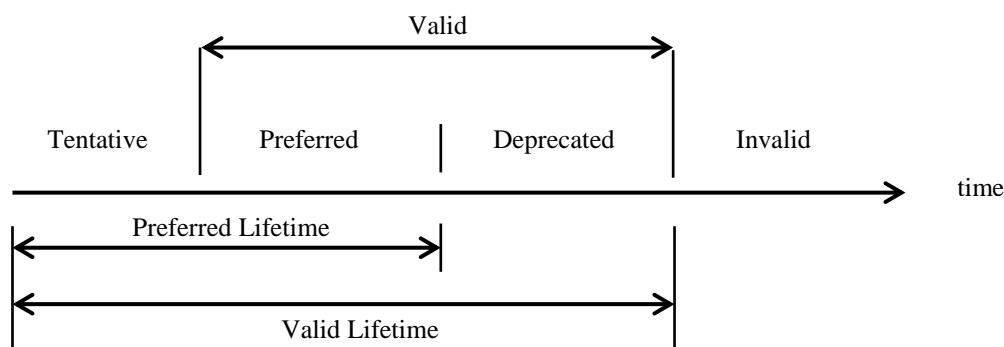 Valid
Tentative Preferred Deprecated Invalid
time
Preferred Lifetime
Valid Lifetime